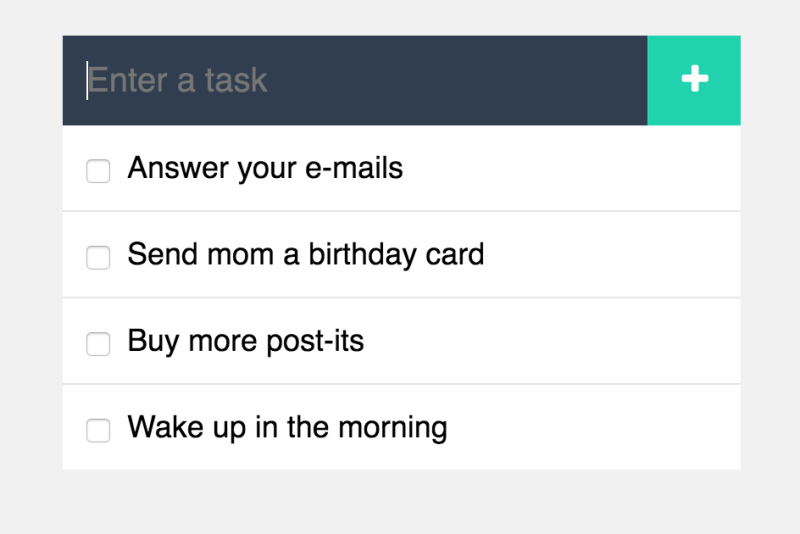 Enter a task
Answer your e-mails
Send mom a birthday card
Buy more post-its
Wake up in the morning